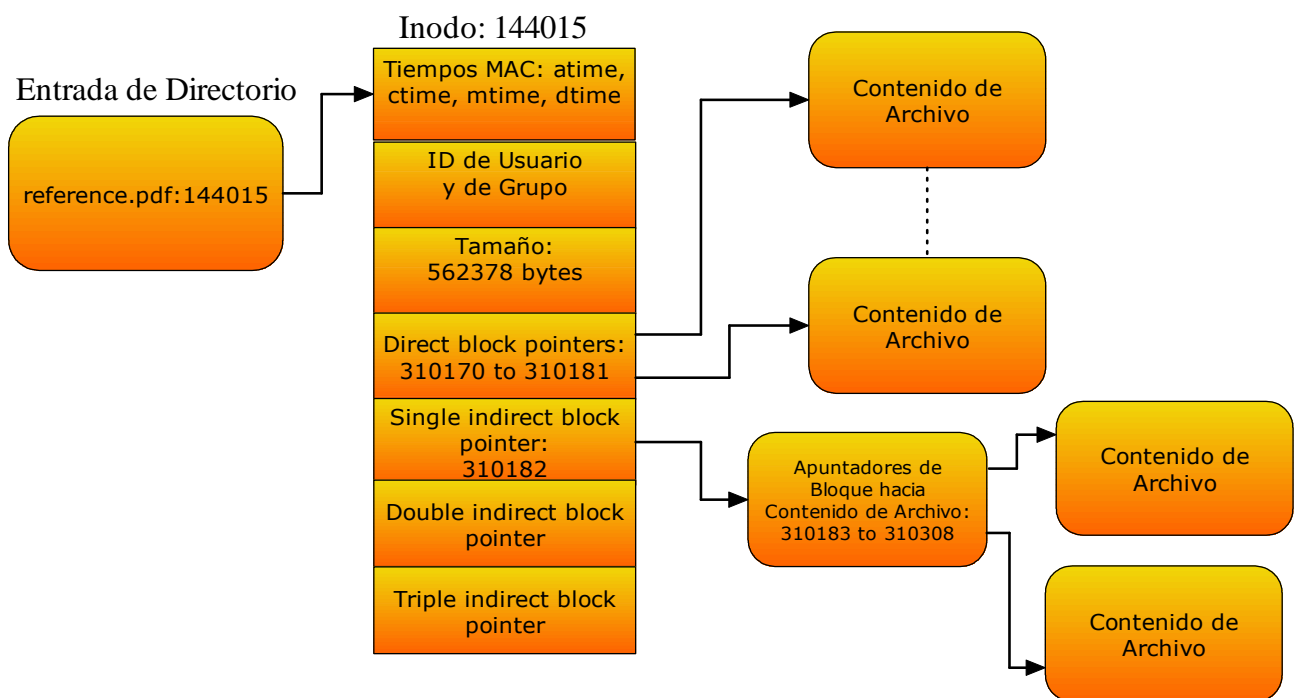 Inodo: 144015
Entrada de Directorio
reference.pdf:144015
Tiempos MAC: atime,
ctime, mtime, dtime
ID de Usuario
y de Grupo
Tamaño:
562378 bytes
Direct block pointers:
310170 to 310181
Single indirect block
pointer:
310182
Double indirect block
pointer
Triple indirect block
pointer
Contenido de
Archivo
Contenido de
Archivo
Apuntadores de
Bloque hacia
Contenido de Archivo:
310183 to 310308
Contenido de
Archivo
Contenido de
Archivo